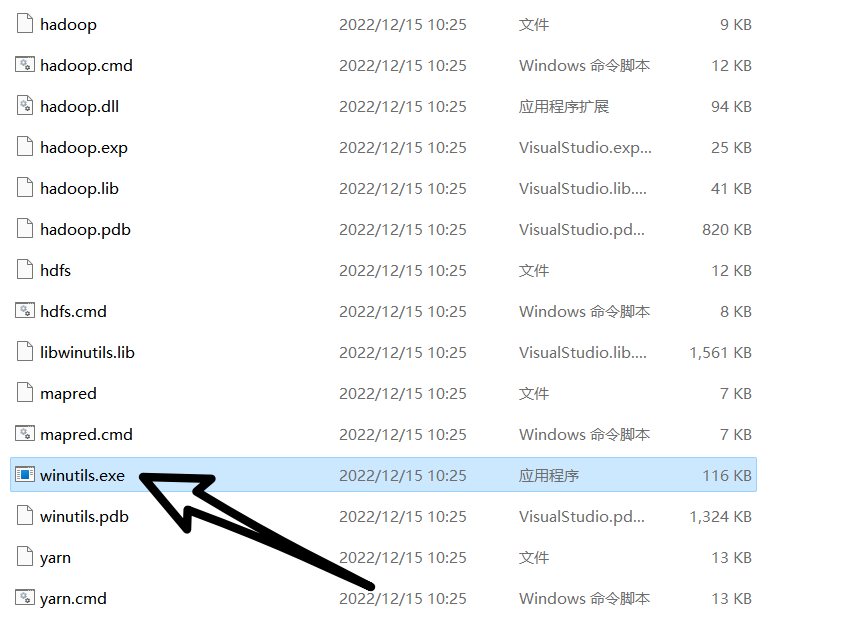 hadoop 2022/12/15 10:25 文件 9 KB
hadoop.cmd 2022/12/15 10:25 Windows 命令脚本 12 KB
hadoop.dll 2022/12/15 10:25 应用程序扩展 94 KB
hadoop.exp 2022/12/15 10:25 VisualStudio.exp... 25 KB
hadoop.lib 2022/12/15 10:25 VisualStudio.lib.... 41 KB
hadoop.pdb 2022/12/15 10:25 VisualStudio.pd... 820 KB
hdfs 2022/12/15 10:25 文件 12 KB
hdfs.cmd 2022/12/15 10:25 Windows 命令脚本 8 KB
libwinutils.lib 2022/12/15 10:25 VisualStudio.lib.... 1,561 KB
mapred 2022/12/15 10:25 文件 7 KB
mapred.cmd 2022/12/15 10:25 Windows 命令脚本 7 KB
winutils.exe 2022/12/15 10:25 应用程序 116 KB
winutils.pdb 2022/12/15 10:25 VisualStudio.pd... 1,324 KB
yarn 2022/12/15 10:25 文件 13 KB
yarn.cmd 2022/12/15 10:25 Windows 命令脚本 13 KB